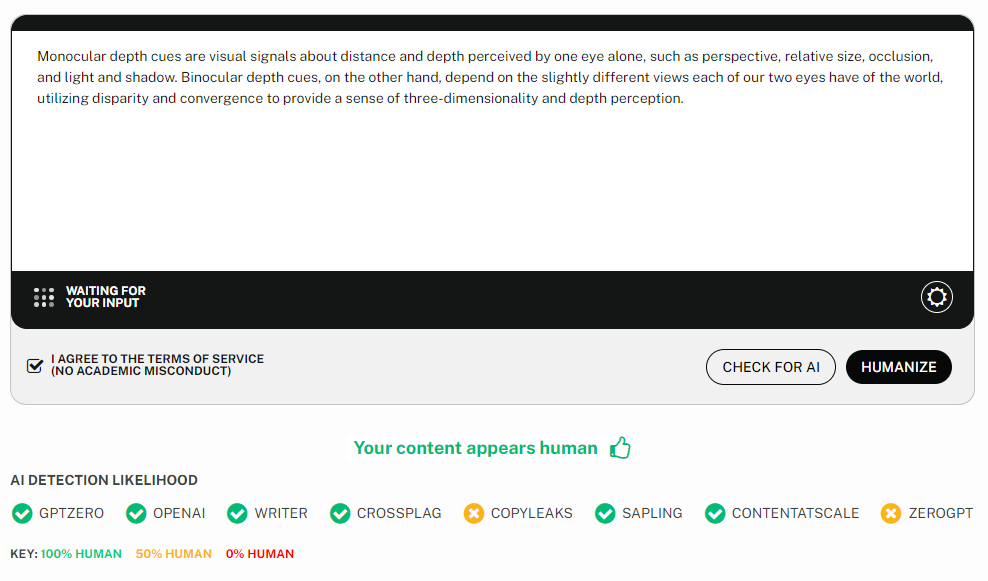 Monocular depth cues are visual signals about distance and depth perceived by one eye alone, such as perspective, relative size, occlusion,
and light and shadow. Binocular depth cues, on the other hand, depend on the slightly different views each of our two eyes have of the world,
utilizing disparity and convergence to provide a sense of three-dimensionality and depth perception.
WAITING FOR
YOUR INPUT
I AGREE TO THE TERMS OF SERVICE
(NO ACADEMIC MISCONDUCT)
CHECK FOR AI
HUMANIZE
Your content appears human
AI DETECTION LIKELIHOOD
GPTZERO OPENAI WRITER CROSSPLAG COPYLEAKS SAPLING CONTENTATSCALE ZEROGPT
KEY: 100% HUMAN 50% HUMAN 0% HUMAN